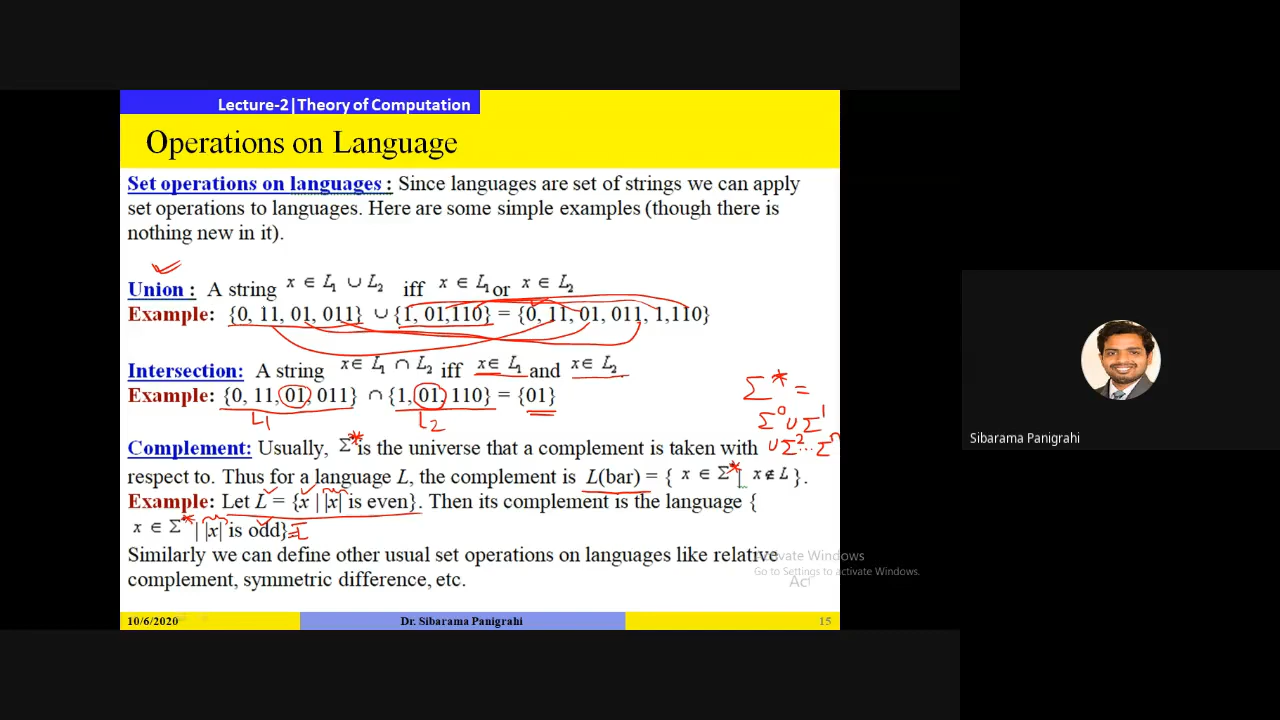 Lecture-2|Theory of Computation
Operations on Language
Set operations on languages : Since languages are set of strings we can apply
set operations to languages. Here are some simple examples (though there is
nothing new in it).
Union : A string x ∈ L₁ ∪ L₂ iff x ∈ L₁ or x ∈ L₂
Example: {0, 11, 01, 011} ∪ {1, 01,110} = {0, 11, 01, 011, 1,110}
Intersection: A string x ∈ L₁ ∩ L₂ iff x ∈ L₁ and x ∈ L₂
Example: {0, 11, 01, 011} ∩ {1, 01, 110} = {01}
L1 L2
Σ* =
Σ⁰ ∪ Σ¹
∪ Σ² ... Σⁿ
Complement: Usually, Σ* is the universe that a complement is taken with
respect to. Thus for a language L, the complement is L(bar) = { x ∈ Σ* | x ∉ L }.
Example: Let L = {x | |x| is even}. Then its complement is the language {
x ∈ Σ* | |x| is odd} = L̅
Similarly we can define other usual set operations on languages like relative
complement, symmetric difference, etc.
Activate Windows
Go to Settings to activate Windows.
Act
10/6/2020 Dr. Sibarama Panigrahi 15
Sibarama Panigrahi